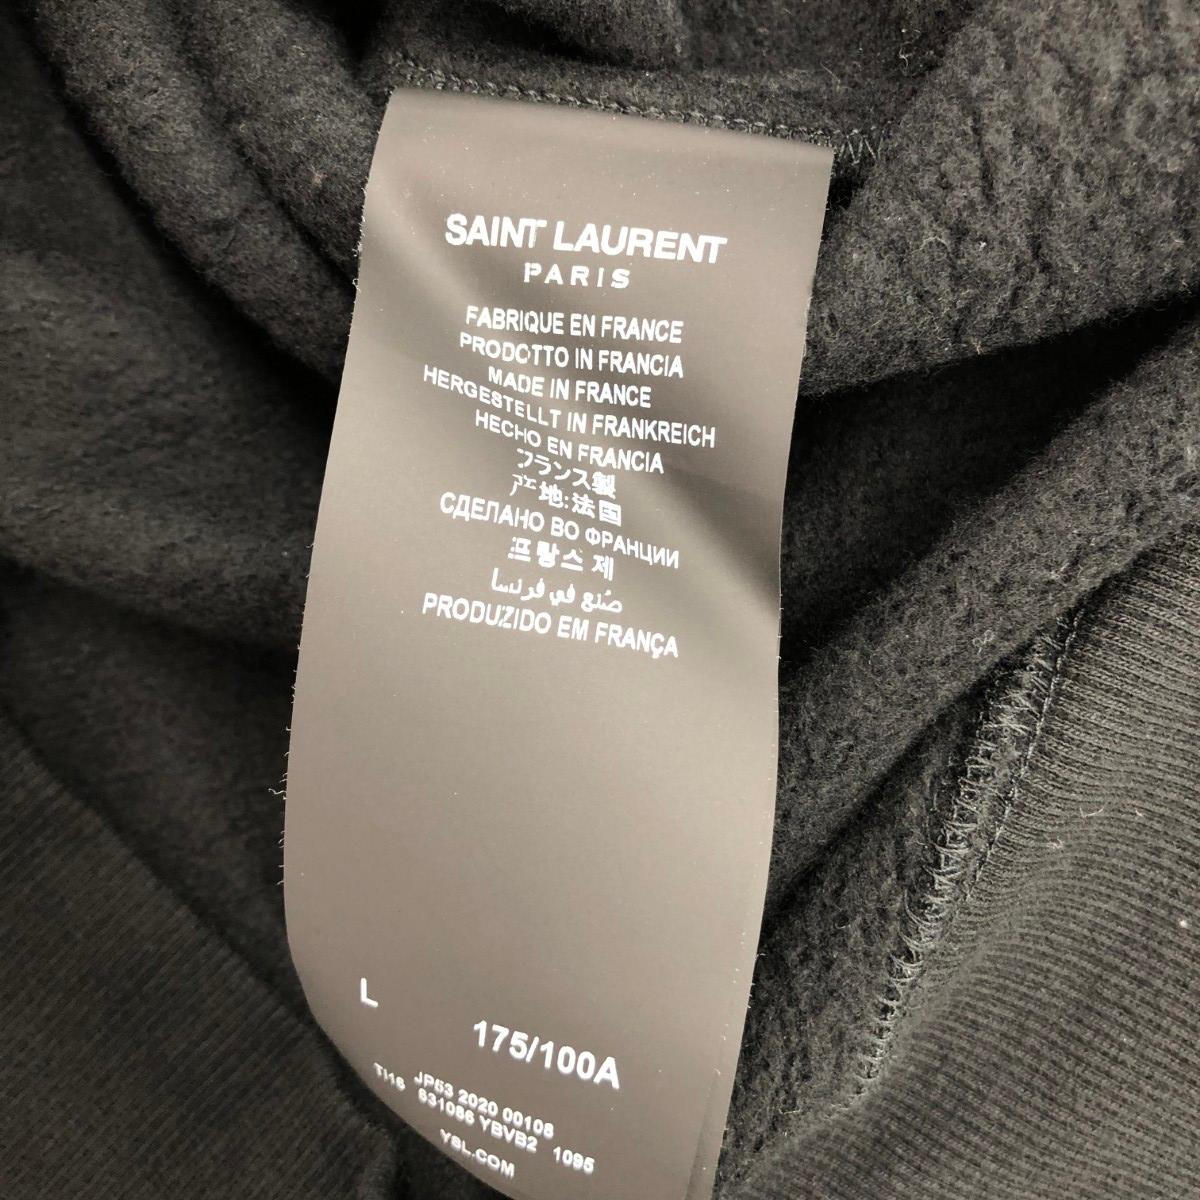 SAINT LAURENT
PARIS
FABRIQUE EN FRANCE
PRODOTTO IN FRANCIA
MADE IN FRANCE
HERGESTELLT IN FRANKREICH
HECHO EN FRANCIA
フランス製
产地:法国
СДЕЛАНО ВО ФРАНЦИИ
프랑스 제
صُنع في فرنسا
PRODUZIDO EM FRANÇA
L
175/100A
JP53 2020 00108
TI16 631086 YBVB2 1095
YSL.COM